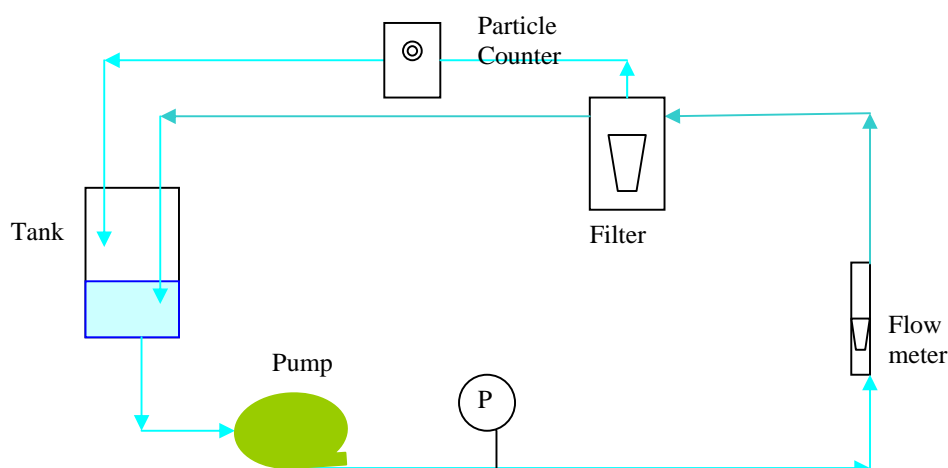 Particle
Counter
Tank
Filter
Flow
meter
Pump
P